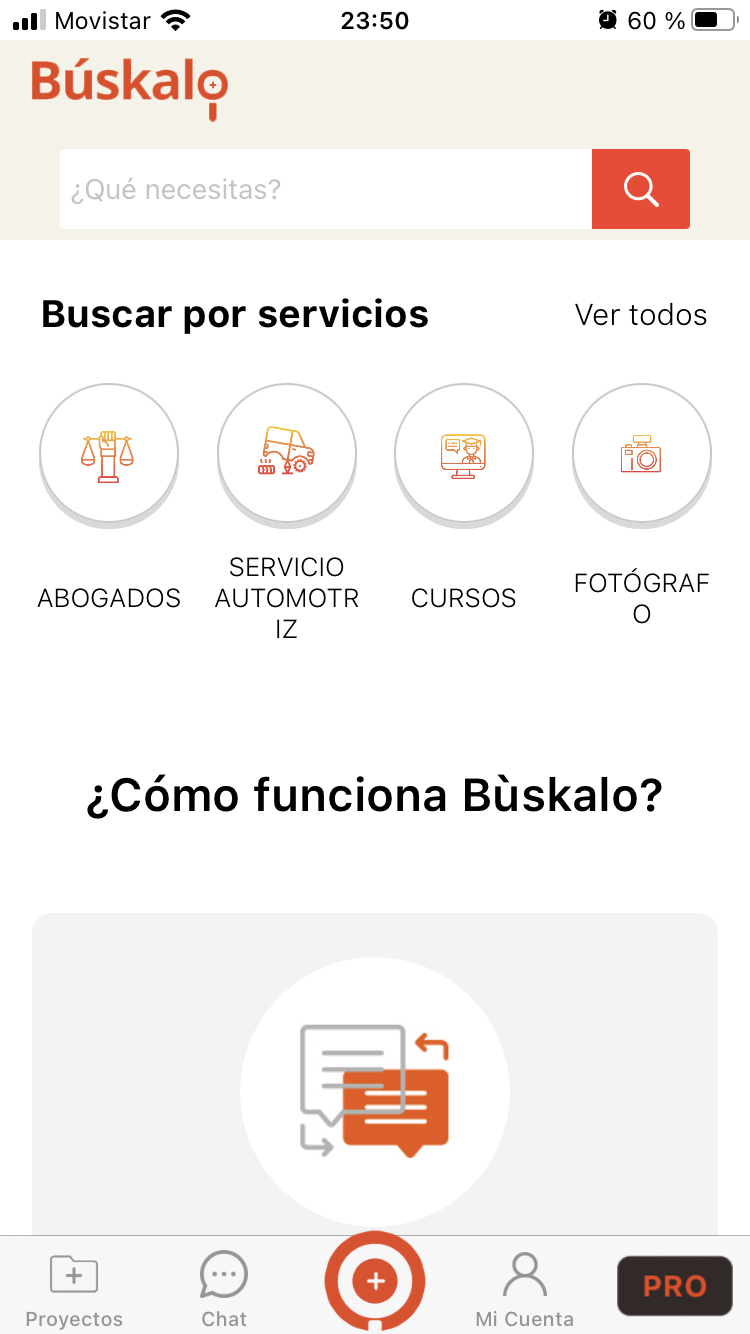 Movistar 23:50 60 %
Búskalo
¿Qué necesitas?
Buscar por servicios Ver todos
ABOGADOS
SERVICIO
AUTOMOTR
IZ
CURSOS
FOTÓGRAF
O
¿Cómo funciona Bùskalo?
Proyectos Chat Mi Cuenta PRO